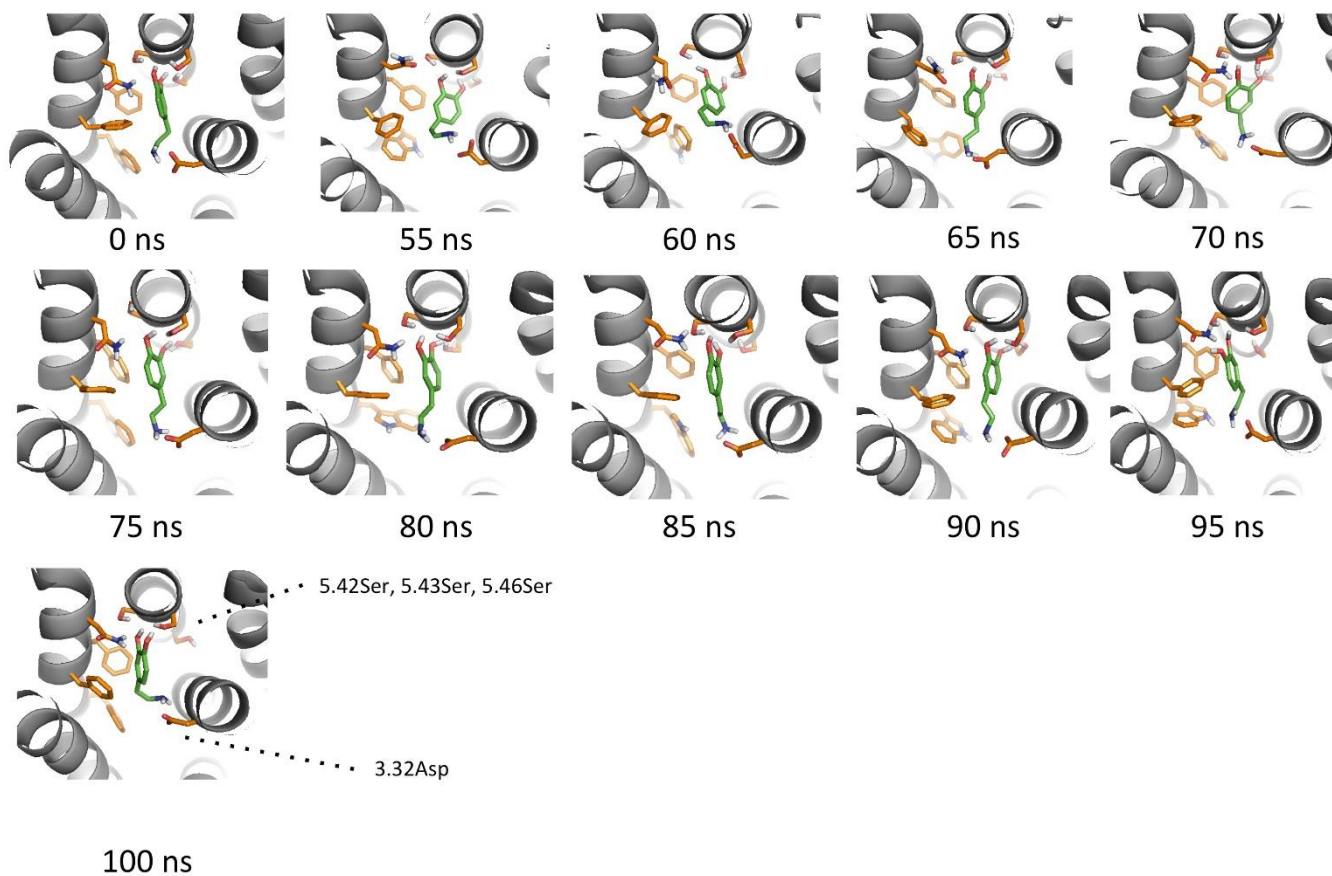 0 ns
55 ns
60 ns
65 ns
70 ns
75 ns
80 ns
85 ns
90 ns
95 ns
5.42Ser, 5.43Ser, 5.46Ser
3.32Asp
100 ns